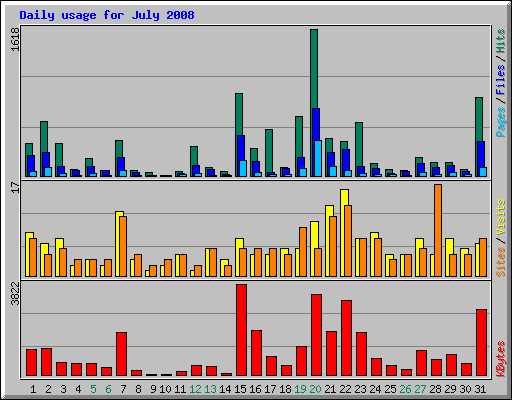 Daily usage for July 2008
1618
Pages / Files / Hits
17
Sites / Visits
3822
KBytes
1 2 3 4 5 6 7 8 9 10 11 12 13 14 15 16 17 18 19 20 21 22 23 24 25 26 27 28 29 30 31